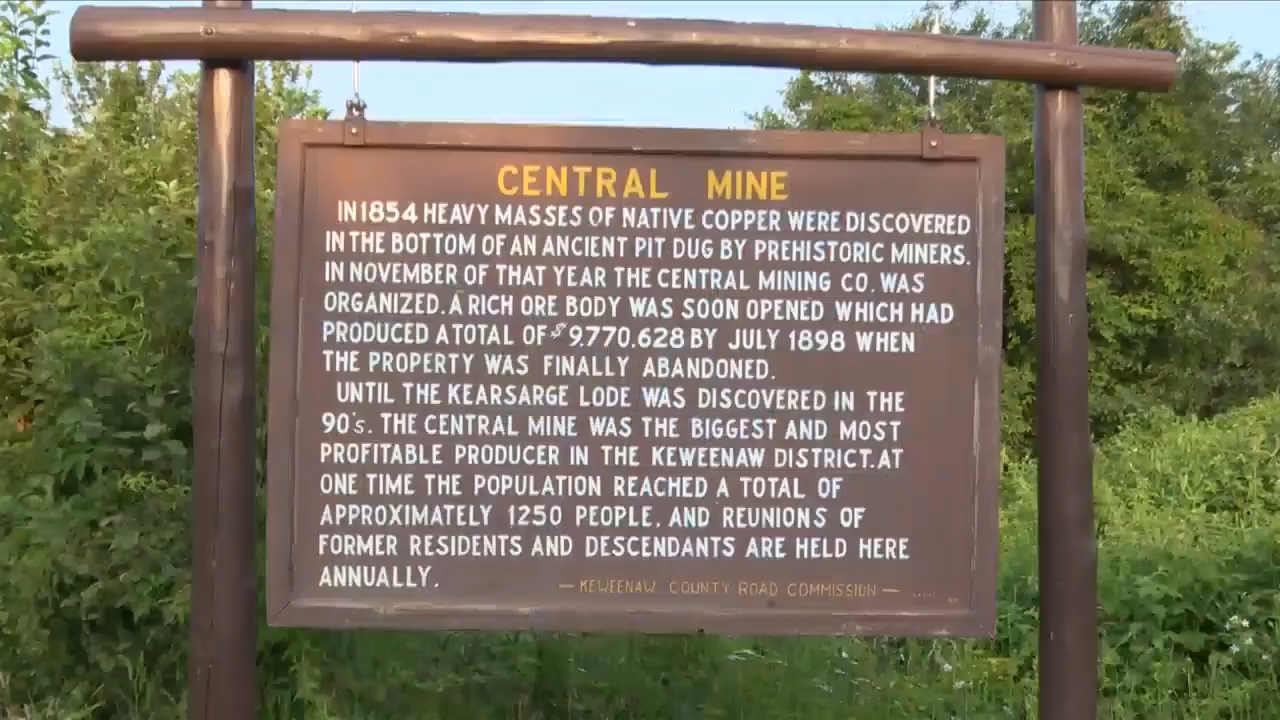 CENTRAL MINE
IN 1854 HEAVY MASSES OF NATIVE COPPER WERE DISCOVERED
IN THE BOTTOM OF AN ANCIENT PIT DUG BY PREHISTORIC MINERS.
IN NOVEMBER OF THAT YEAR THE CENTRAL MINING CO. WAS
ORGANIZED. A RICH ORE BODY WAS SOON OPENED WHICH HAD
PRODUCED A TOTAL OF $9,770.628 BY JULY 1898 WHEN
THE PROPERTY WAS FINALLY ABANDONED.
UNTIL THE KEARSARGE LODE WAS DISCOVERED IN THE
90's. THE CENTRAL MINE WAS THE BIGGEST AND MOST
PROFITABLE PRODUCER IN THE KEWEENAW DISTRICT. AT
ONE TIME THE POPULATION REACHED A TOTAL OF
APPROXIMATELY 1250 PEOPLE, AND REUNIONS OF
FORMER RESIDENTS AND DESCENDANTS ARE HELD HERE
ANNUALLY.
— KEWEENAW COUNTY ROAD COMMISSION —